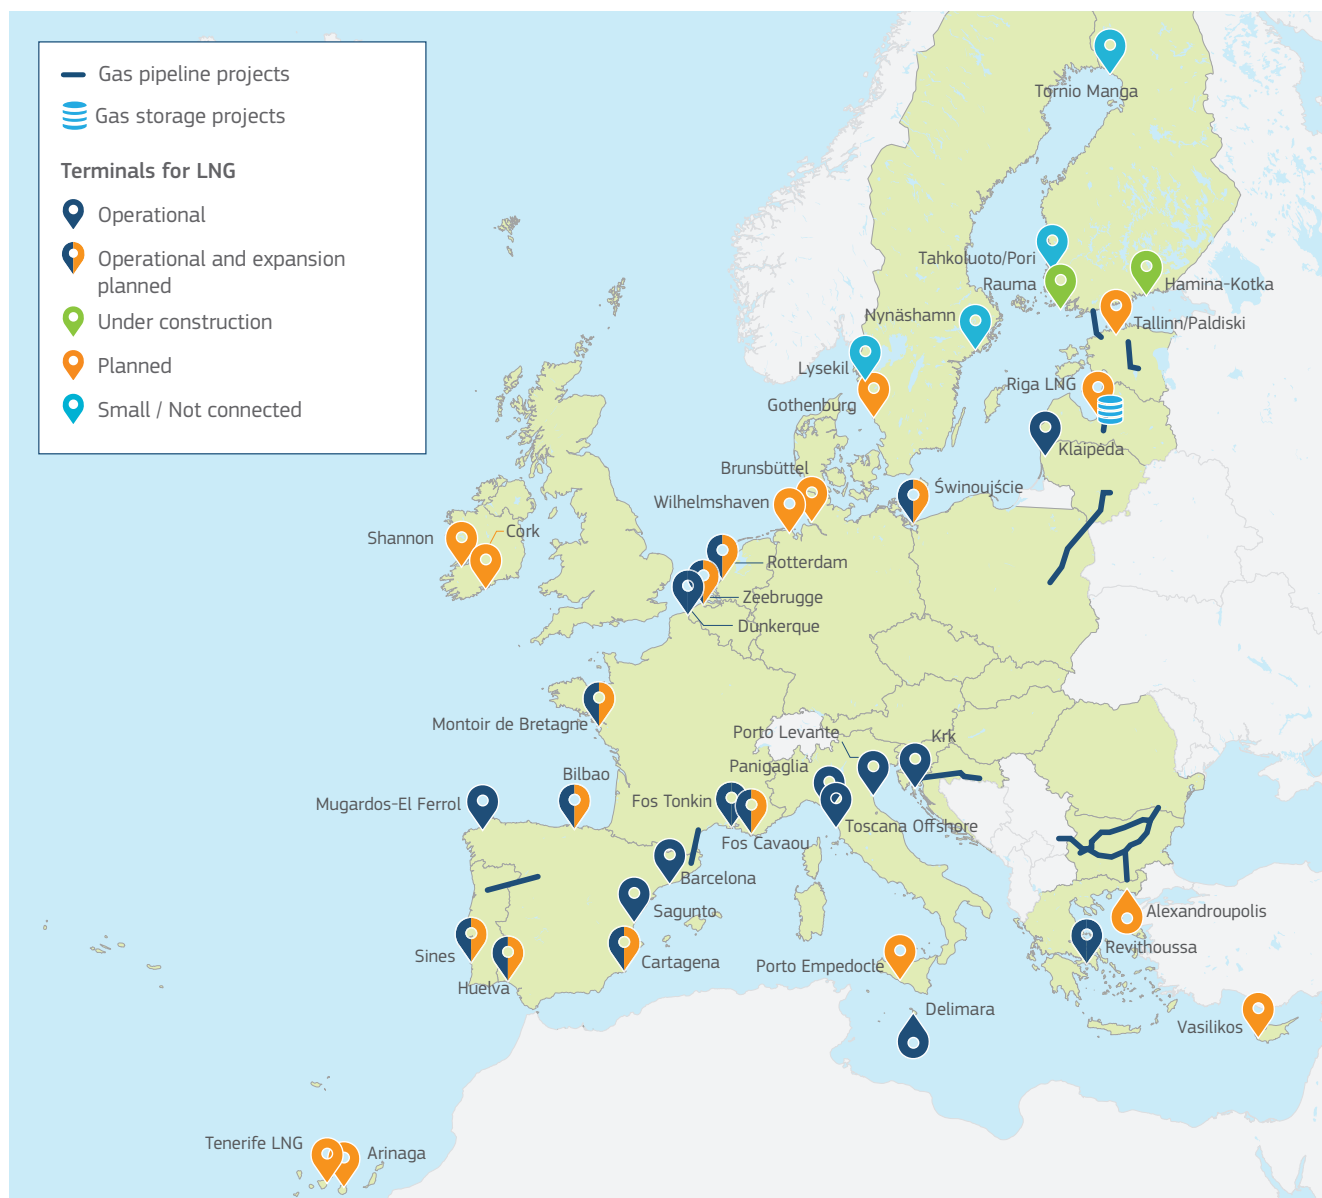 Gas pipeline projects
Gas storage projects
Terminals for LNG
Operational
Operational and expansion
planned
Under construction
Planned
Small / Not connected
Tornio Manga
Tahkoluoto/Pori
Rauma
Hamina-Kotka
Nynäshamn
Tallinn/Paldiski
Lysekil
Riga LNG
Gothenburg
Klaipėda
Brunsbüttel
Świnoujście
Wilhelmshaven
Shannon
Cork
Rotterdam
Zeebrugge
Dunkerque
Montoir de Bretagne
Porto Levante
Krk
Panigaglia
Bilbao
Mugardos-El Ferrol
Fos Tonkin
Toscana Offshore
Fos Cavaou
Barcelona
Sagunto
Alexandroupolis
Revithoussa
Sines
Cartagena
Porto Empedocle
Huelva
Delimara
Vasilikos
Tenerife LNG
Arinaga